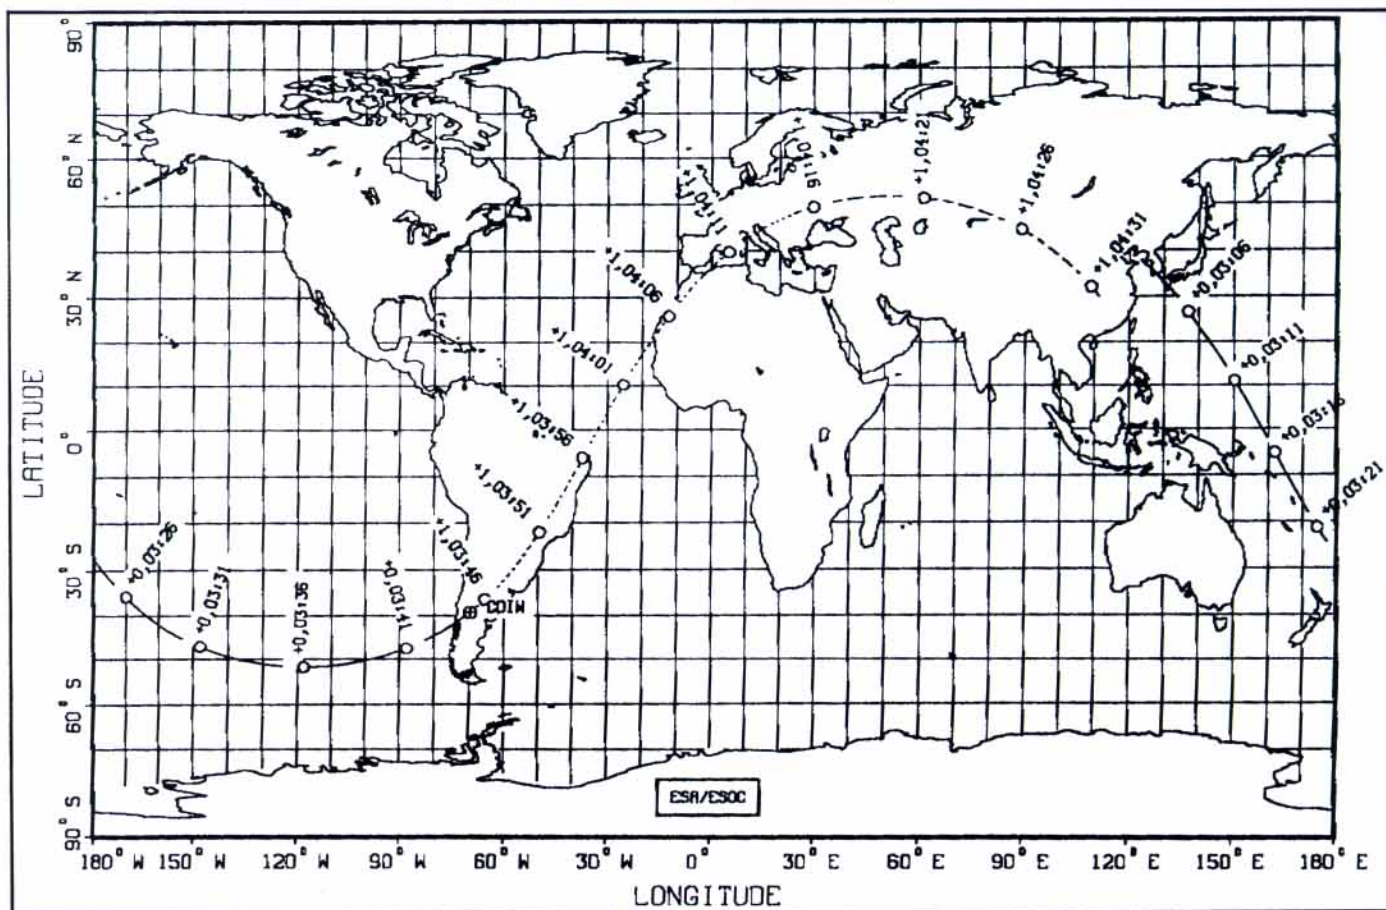 90°
60° N
30° N
0°
30° S
60° S
90° S
LATITUDE
+1,04:21
+1,04:16
+1,04:26
+1,04:11
+1,04:31
+0,03:06
+1,04:06
+0,03:11
+1,04:01
+0,03:16
+1,03:56
+0,03:21
+1,03:51
+1,03:46
+0,03:26
+0,03:31
+0,03:36
+0,03:41
COIW
ESA/ESOC
180° W 150° W 120° W 90° W 60° W 30° W 0° 30° E 60° E 90° E 120° E 150° E 180° E
LONGITUDE